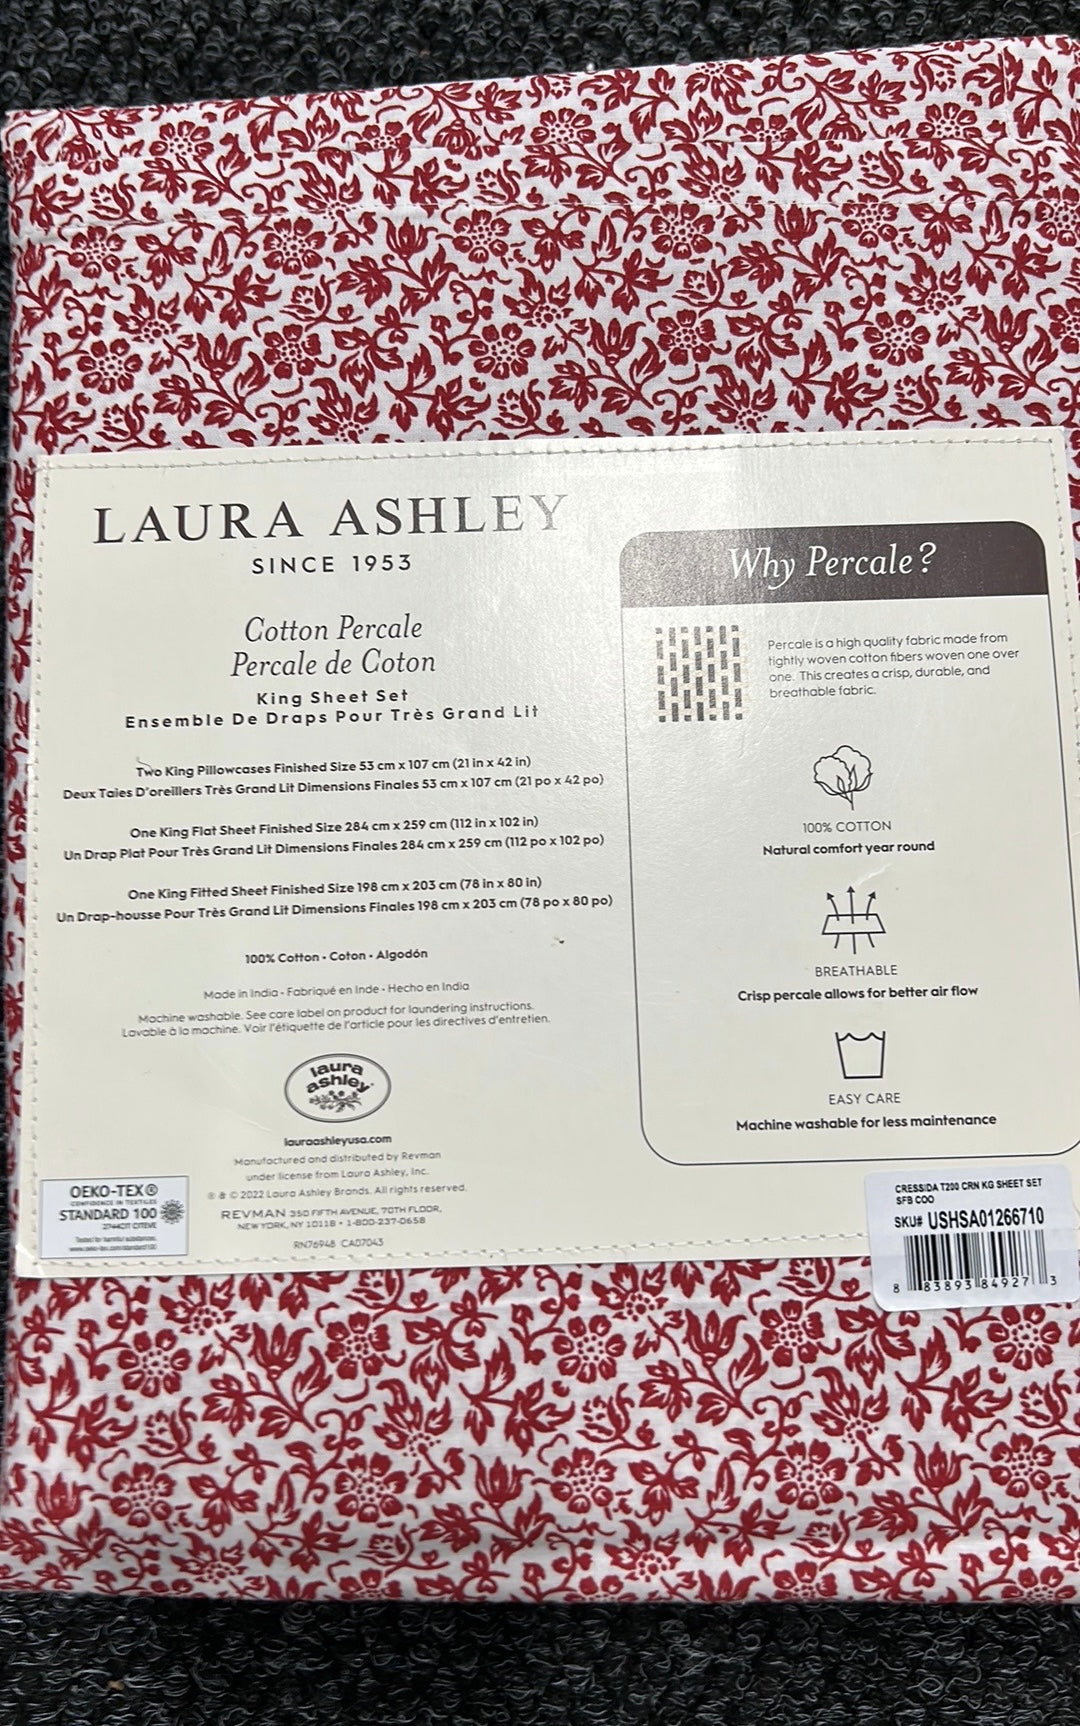 LAURA ASHLEY
SINCE 1953
Cotton Percale
Percale de Coton
King Sheet Set
Ensemble De Draps Pour Très Grand Lit
Two King Pillowcases Finished Size 53 cm x 107 cm (21 in x 42 in)
Deux Taies D'oreillers Très Grand Lit Dimensions Finales 53 cm x 107 cm (21 po x 42 po)
One King Flat Sheet Finished Size 284 cm x 259 cm (112 in x 102 in)
Un Drap Plat Pour Très Grand Lit Dimensions Finales 284 cm x 259 cm (112 po x 102 po)
One King Fitted Sheet Finished Size 198 cm x 203 cm (78 in x 80 in)
Un Drap-housse Pour Très Grand Lit Dimensions Finales 198 cm x 203 cm (78 po x 80 po)
100% Cotton • Coton • Algodón
Made in India • Fabriqué en Inde • Hecho en India
Machine washable. See care label on product for laundering instructions.
Lavable à la machine. Voir l'étiquette de l'article pour les directives d'entretien.
laura
ashley
lauraashleyusa.com
Manufactured and distributed by Revman
under license from Laura Ashley, Inc.
® & © 2022 Laura Ashley Brands. All rights reserved.
REVMAN 350 FIFTH AVENUE, 70TH FLOOR,
NEW YORK, NY 10118 • 1-800-237-0658
RN76948 CA07043
OEKO-TEX®
CONFIDENCE IN TEXTILES
STANDARD 100
Tested for harmful substances.
www.oeko-tex.com/standard100
Why Percale?
Percale is a high quality fabric made from
tightly woven cotton fibers woven one over
one. This creates a crisp, durable, and
breathable fabric.
100% COTTON
Natural comfort year round
BREATHABLE
Crisp percale allows for better air flow
EASY CARE
Machine washable for less maintenance
CRESSIDA T200 CRN KG SHEET SET
SFB COO
SKU# USHSA01266710
8 83893 84927 3